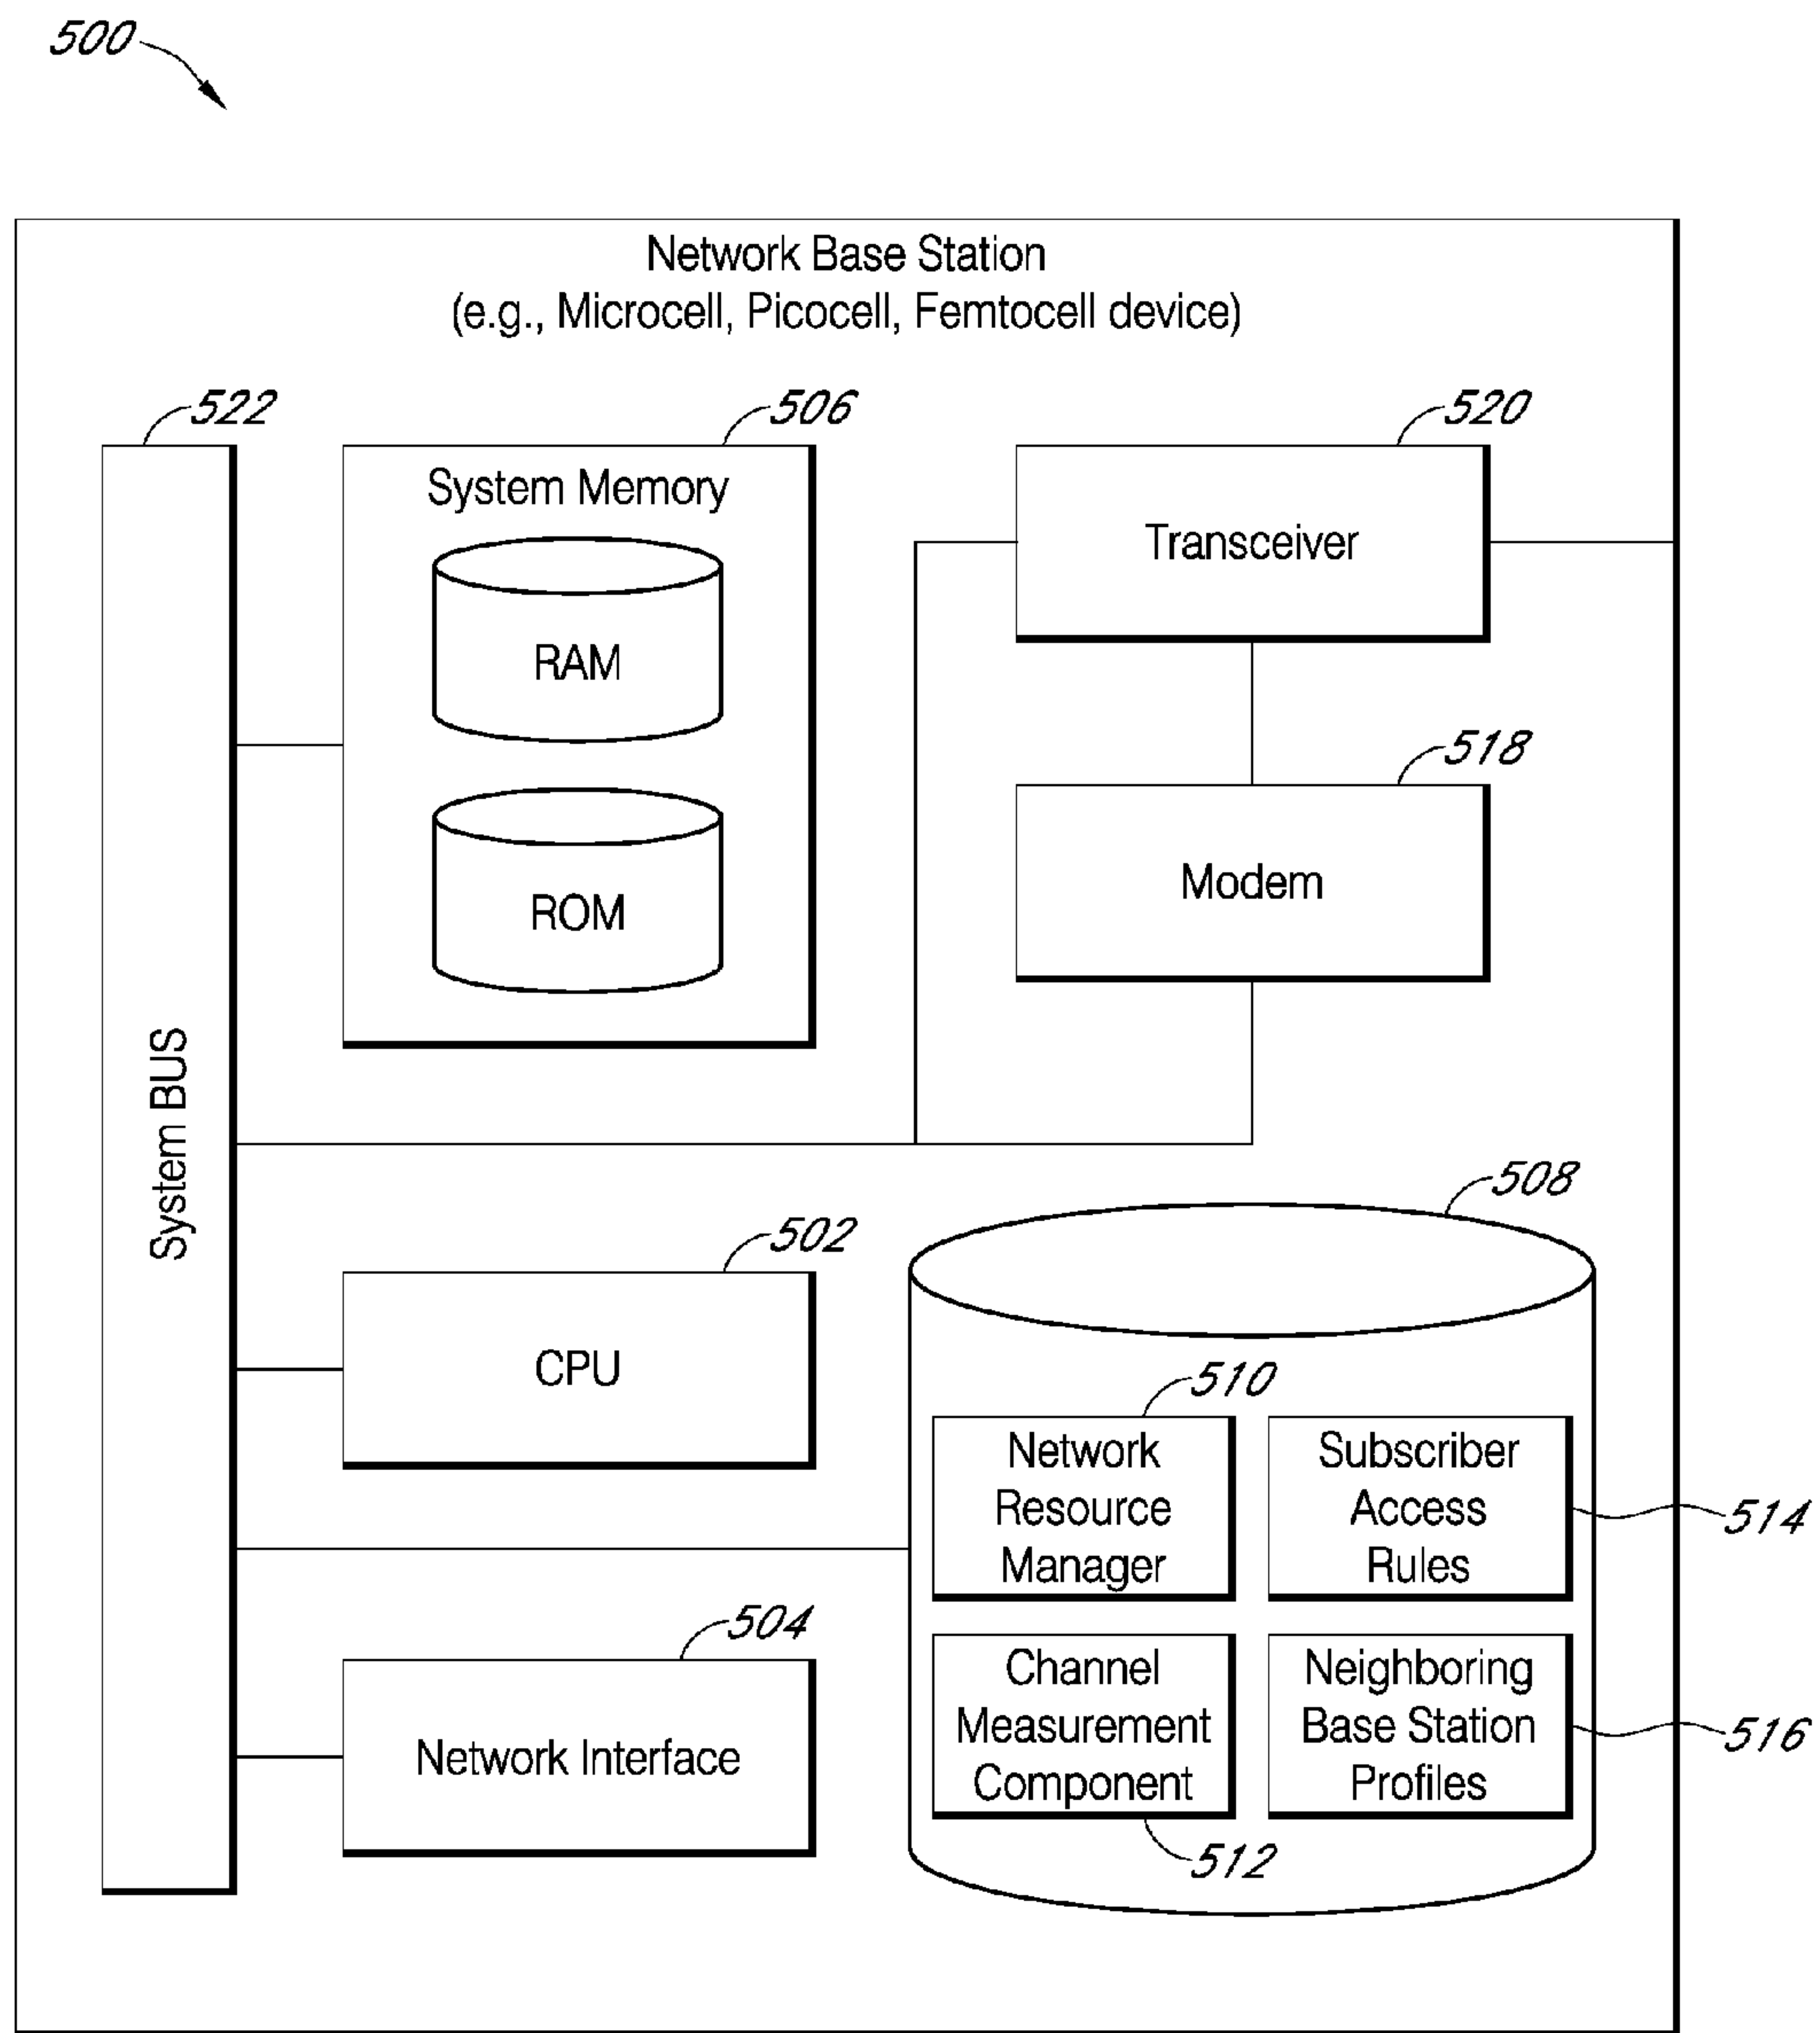 500
Network Base Station
(e.g., Microcell, Picocell, Femtocell device)
522
506
520
System Memory
Transceiver
RAM
518
Modem
ROM
System BUS
508
502
CPU
510
Network
Resource
Manager
Subscriber
Access
Rules
514
504
Network Interface
Channel
Measurement
Component
Neighboring
Base Station
Profiles
516
512